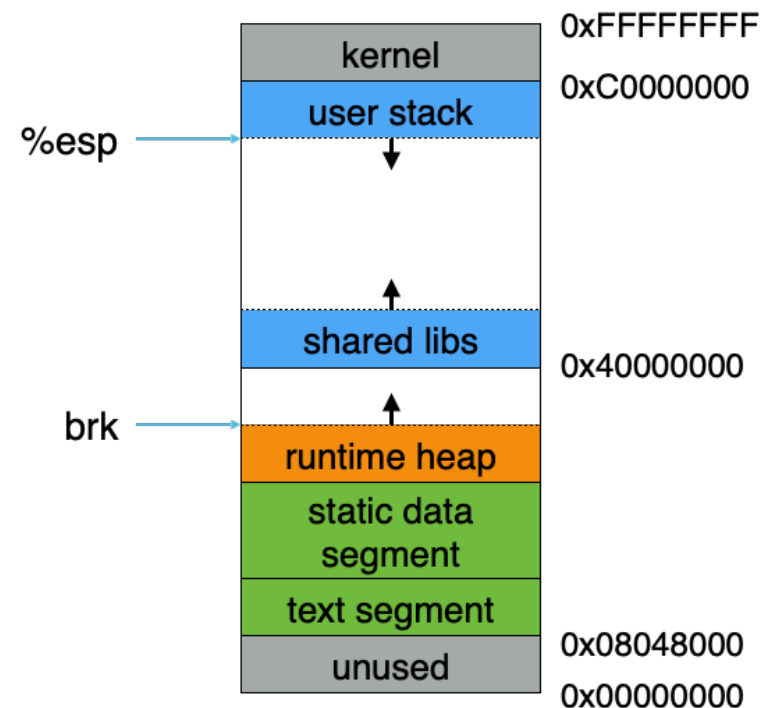 0xFFFFFFFF
kernel
0xC0000000
user stack
%esp
shared libs
0x40000000
brk
runtime heap
static data
segment
text segment
0x08048000
unused
0x00000000